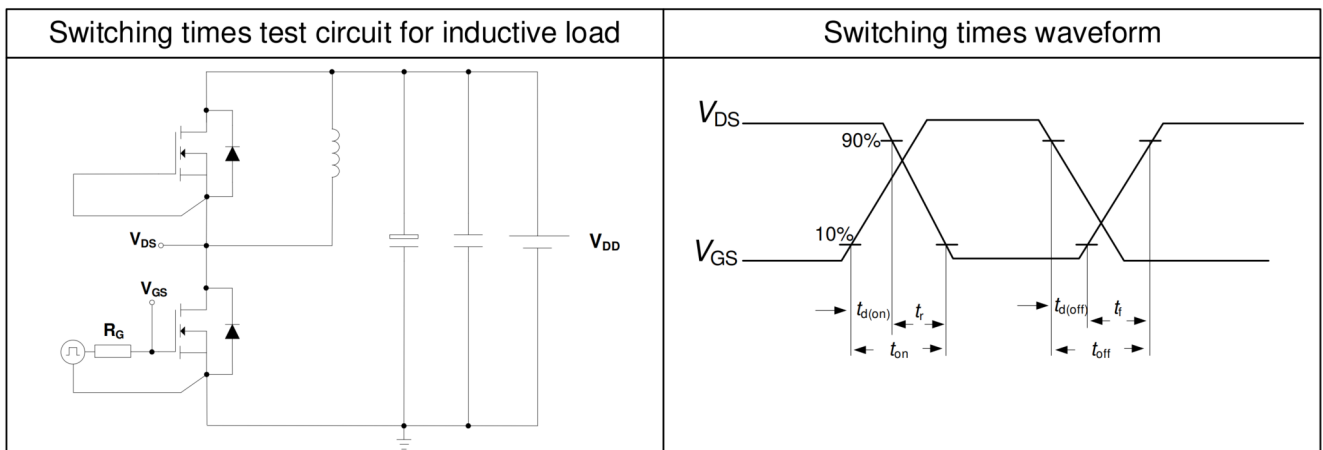 Switching times test circuit for inductive load
Switching times waveform
VDS
VDD
VGS
RG
VDS
90%
10%
VGS
td(on)
tr
td(off)
tf
ton
toff